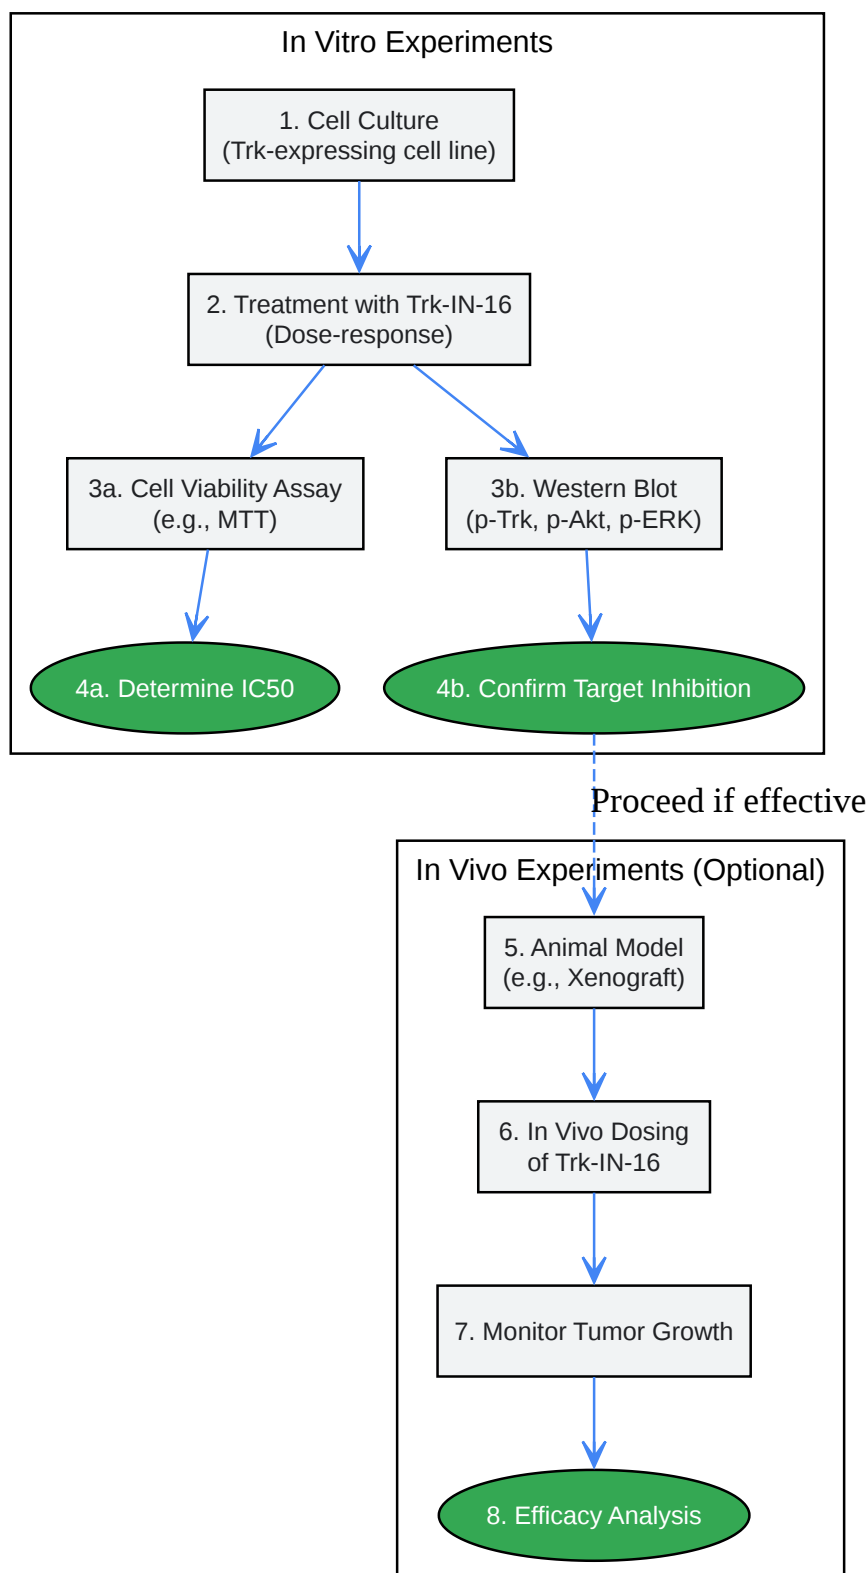 In Vitro Experiments
1. Cell Culture
(Trk-expressing cell line)
2. Treatment with Trk-IN-16
(Dose-response)
3a. Cell Viability Assay
(e.g., MTT)
3b. Western Blot
(p-Trk, p-Akt, p-ERK)
4a. Determine IC50
4b. Confirm Target Inhibition
Proceed if effective
In Vivo Experiments (Optional)
5. Animal Model
(e.g., Xenograft)
6. In Vivo Dosing
of Trk-IN-16
7. Monitor Tumor Growth
8. Efficacy Analysis